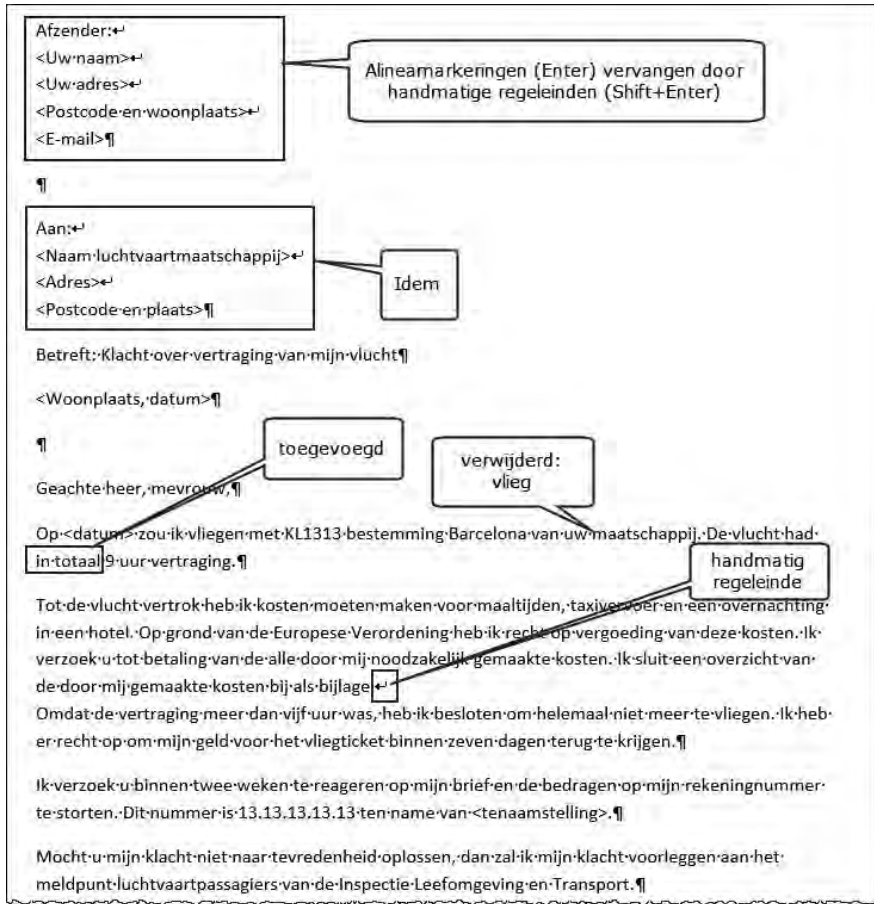 Afzender:↵
<Uw·naam>↵
<Uw·adres>↵
<Postcode·en·woonplaats>↵
<E-mail>¶
Alineamarkeringen (Enter) vervangen door
handmatige regeleinden (Shift+Enter)
¶
Aan:↵
<Naam·luchtvaartmaatschappij>↵
<Adres>↵
<Postcode·en·plaats>¶
Idem
Betreft:·Klacht·over·vertraging·van·mijn·vlucht¶
<Woonplaats,·datum>¶
¶
toegevoegd
verwijderd:
vlieg
Geachte·heer,·mevrouw,¶
Op·<datum>·zou·ik·vliegen·met·KL1313·bestemming·Barcelona·van·uw·maatschappij.·De·vlucht·had·
in·totaal·9·uur·vertraging.¶
handmatig
regeleinde
Tot·de·vlucht·vertrok·heb·ik·kosten·moeten·maken·voor·maaltijden,·taxivervoer·en·een·overnachting·
in·een·hotel.·Op·grond·van·de·Europese·Verordening·heb·ik·recht·op·vergoeding·van·deze·kosten.·Ik·
verzoek·u·tot·betaling·van·de·alle·door·mij·noodzakelijk·gemaakte·kosten.·Ik·sluit·een·overzicht·van·
de·door·mij·gemaakte·kosten·bij·als·bijlage.↵
Omdat·de·vertraging·meer·dan·vijf·uur·was,·heb·ik·besloten·om·helemaal·niet·meer·te·vliegen.·Ik·heb·
er·recht·op·om·mijn·geld·voor·het·vliegticket·binnen·zeven·dagen·terug·te·krijgen.¶
Ik·verzoek·u·binnen·twee·weken·te·reageren·op·mijn·brief·en·de·bedragen·op·mijn·rekeningnummer·
te·storten.·Dit·nummer·is·13.13.13.13.13·ten·name·van·<tenaamstelling>.¶
Mocht·u·mijn·klacht·niet·naar·tevredenheid·oplossen,·dan·zal·ik·mijn·klacht·voorleggen·aan·het·
meldpunt·luchtvaartpassagiers·van·de·Inspectie·Leefomgeving·en·Transport.¶